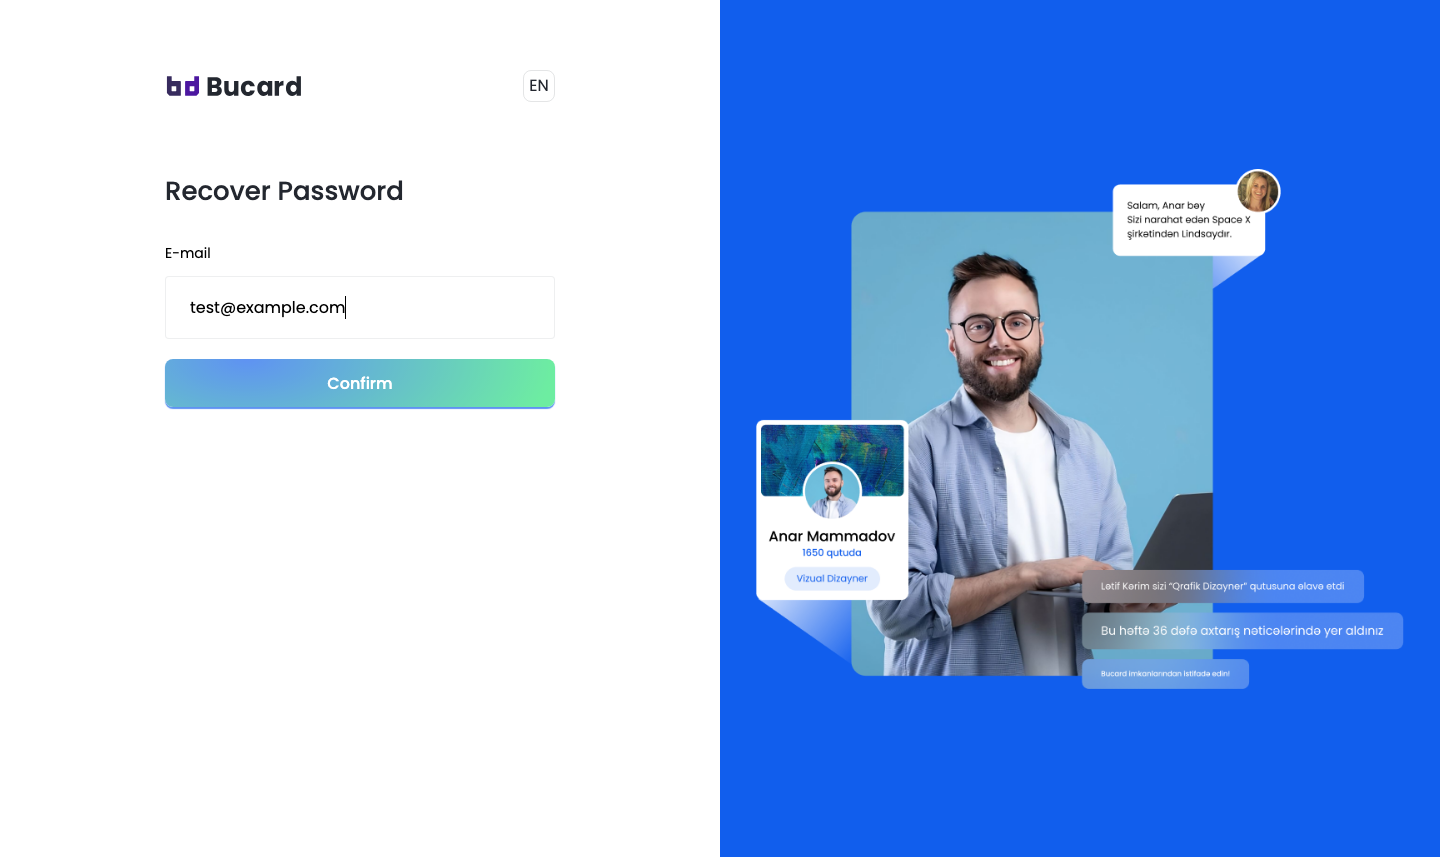 bd Bucard
EN
Recover Password
E-mail
test@example.com
Confirm
Salam, Anar bəy
Sizi narahat edən Space X
şirkətindən Lindsaydır.
Anar Mammadov
1650 qutuda
Vizual Dizayner
Lətif Kərim sizi “Qrafik Dizayner” qutusuna əlavə etdi
Bu həftə 36 dəfə axtarış nəticələrində yer aldınız
Bucard imkanlarından istifadə edin!